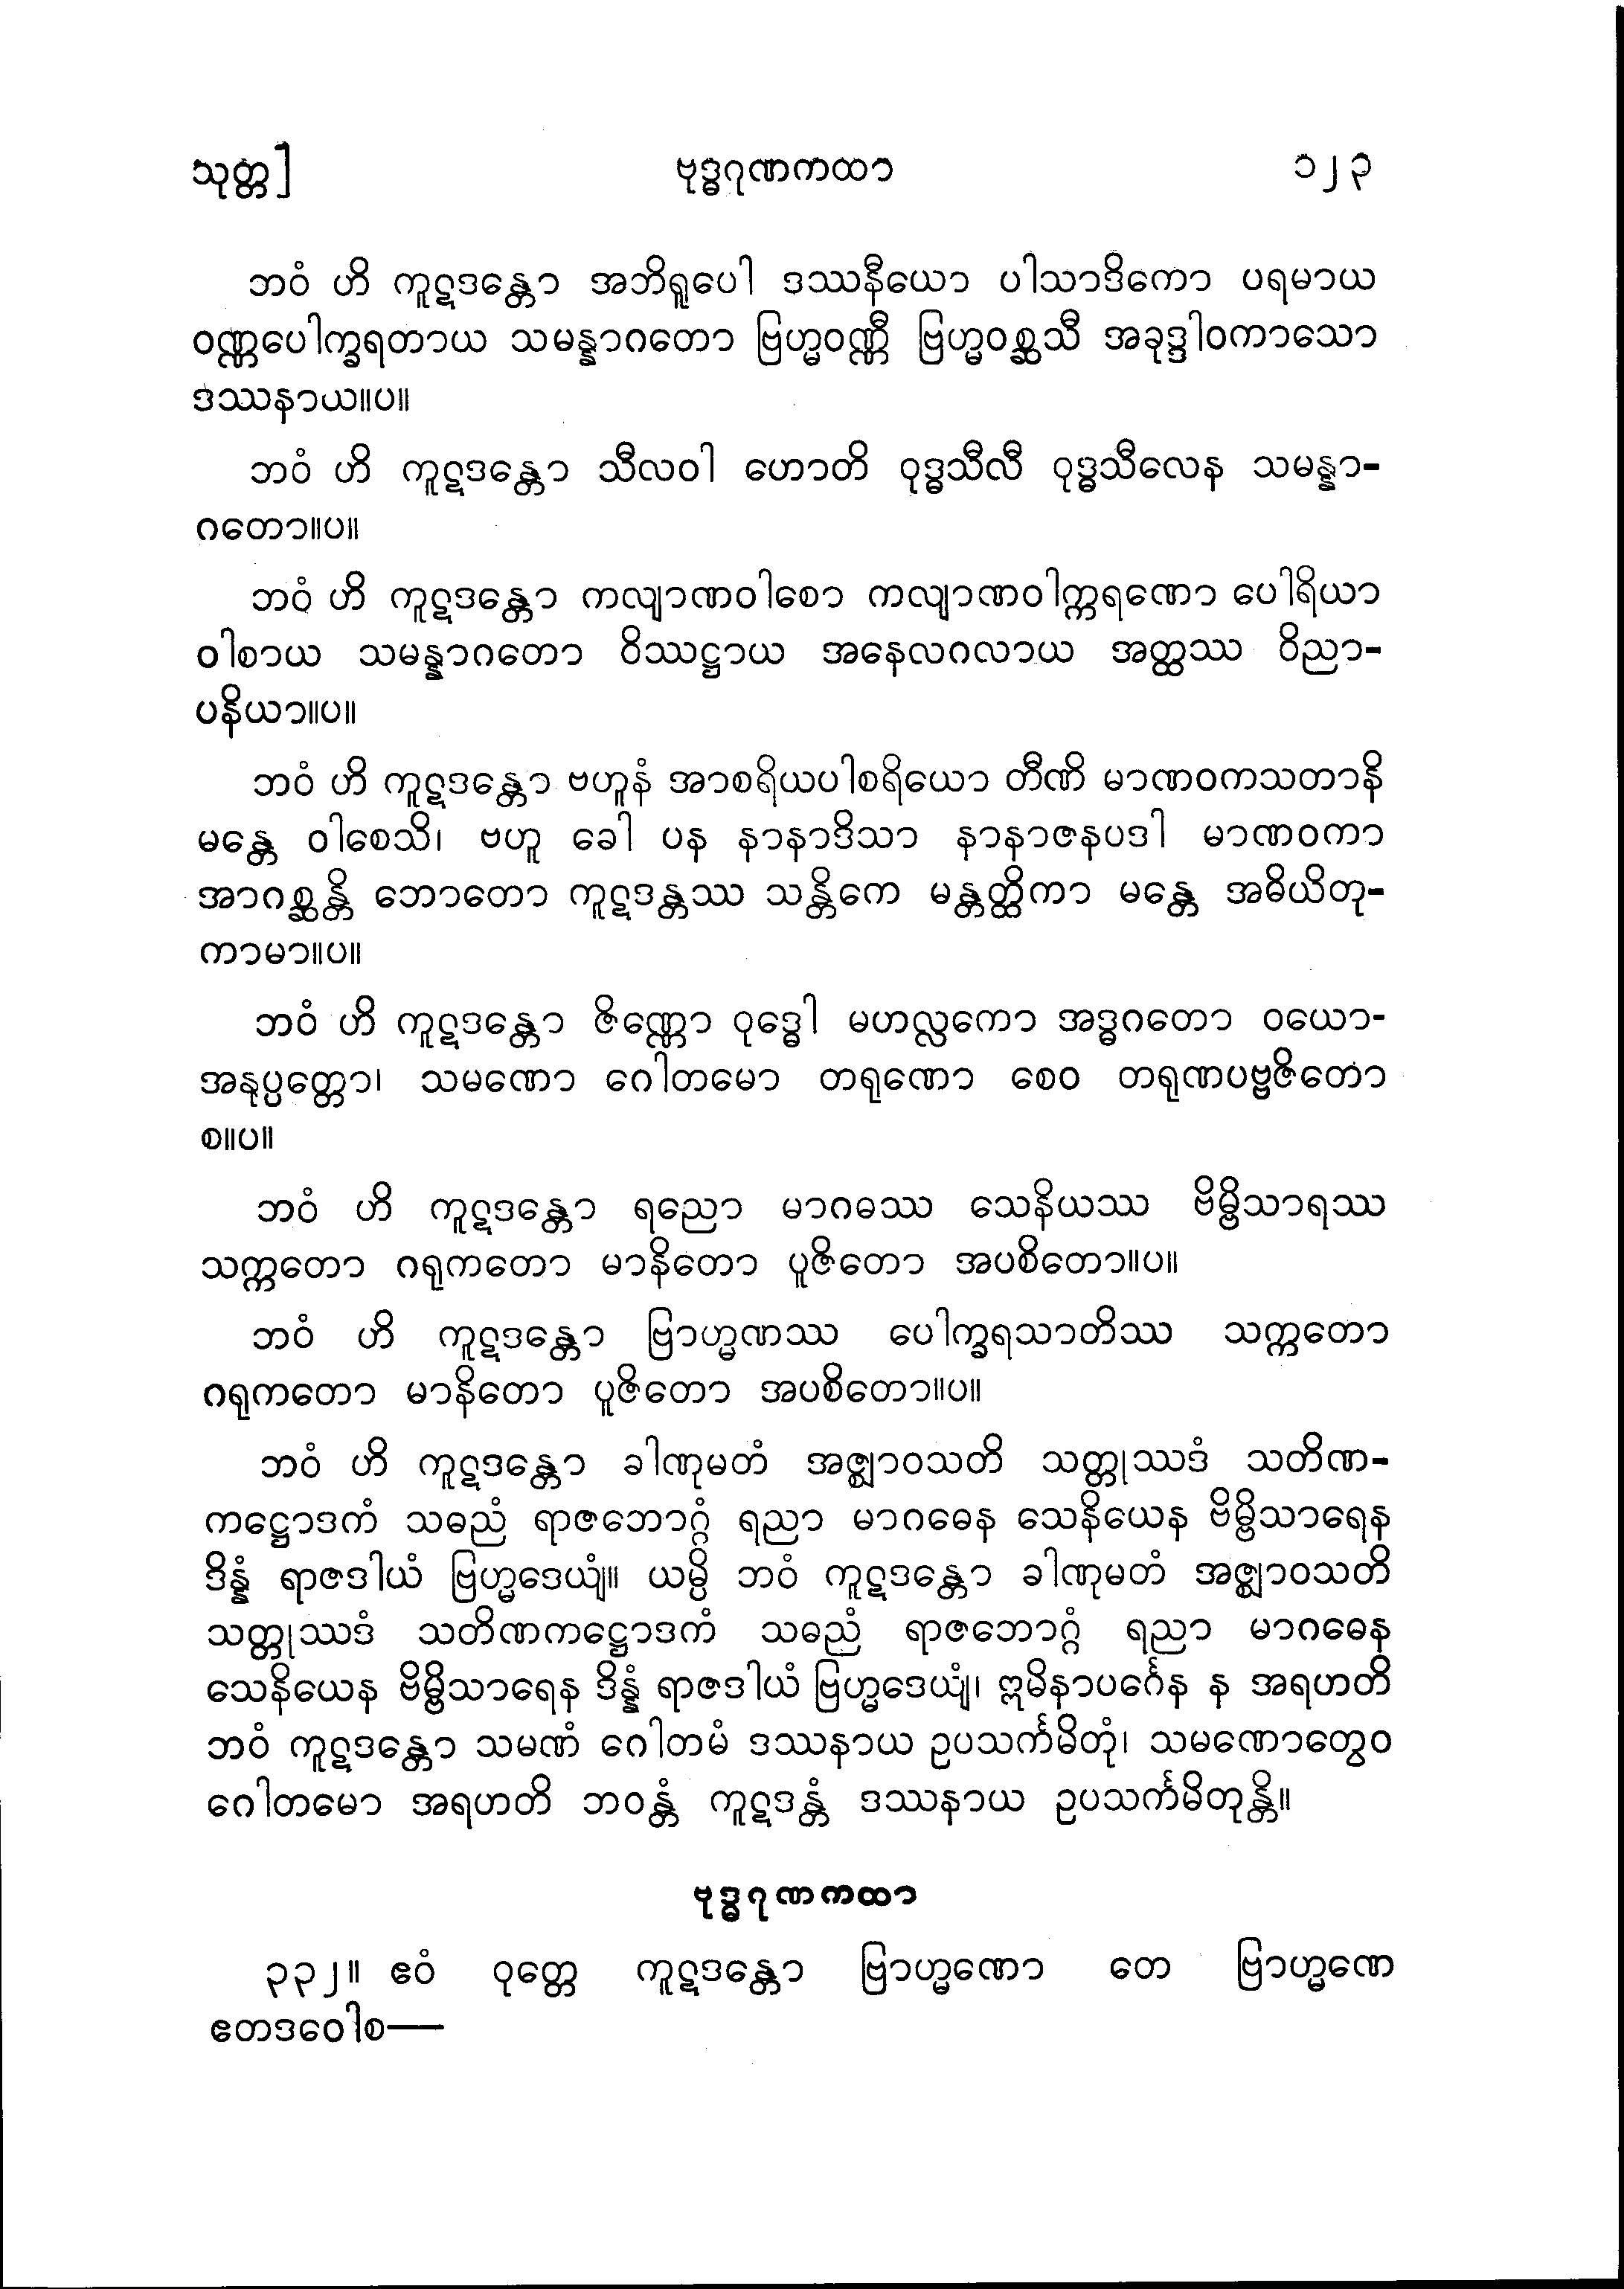 သုတ္တ] ဗုဒ္ဓဂုဏကထာ ၁၂၃
ဘဝံ ဟိ ကူဋဒန္တော အဘိရူပေါ ဒဿနီယော ပါသာဒိကော ပရမာယ
ဝဏ္ဏပေါက္ခရတာယ သမန္နာဂတော ဗြဟ္မဝဏ္ဏီ ဗြဟ္မဝစ္ဆသီ အခုဒ္ဒါဝကာသော
ဒဿနာယ။ပ။
ဘဝံ ဟိ ကူဋဒန္တော သီလဝါ ဟောတိ ဝုဒ္ဓသီလီ ဝုဒ္ဓသီလေန သမန္နာ-
ဂတော။ပ။
ဘဝံ ဟိ ကူဋဒန္တော ကလျာဏဝါစော ကလျာဏဝါက္ကရဏော ပေါရိယာ
ဝါစာယ သမန္နာဂတော ဝိဿဋ္ဌာယ အနေလဂလာယ အတ္ထဿ ဝိညာ-
ပနိယာ။ပ။
ဘဝံ ဟိ ကူဋဒန္တော ဗဟူနံ အာစရိယပါစရိယော တီဏိ မာဏဝကသတာနိ
မန္တေ ဝါစေသိ၊ ဗဟူ ခေါ ပန နာနာဒိသာ နာနာဇနပဒါ မာဏဝကာ
အာဂစ္ဆန္တိ ဘောတော ကူဋဒန္တဿ သန္တိကေ မန္တတ္ထိကာ မန္တေ အဓိယိတု-
ကာမာ။ပ။
ဘဝံ ဟိ ကူဋဒန္တော ဇိဏ္ဏော ဝုဒ္ဓေါ မဟလ္လကော အဒ္ဓဂတော ဝယော-
အနုပ္ပတ္တော၊ သမဏော ဂေါတမော တရုဏော စေဝ တရုဏပဗ္ဗဇိတော
စ။ပ။
ဘဝံ ဟိ ကူဋဒန္တော ရညော မာဂဓဿ သေနိယဿ ဗိမ္ဗိသာရဿ
သက္ကတော ဂရုကတော မာနိတော ပူဇိတော အပစိတော။ပ။
ဘဝံ ဟိ ကူဋဒန္တော ဗြာဟ္မဏဿ ပေါက္ခရသာတိဿ သက္ကတော
ဂရုကတော မာနိတော ပူဇိတော အပစိတော။ပ။
ဘဝံ ဟိ ကူဋဒန္တော ခါဏုမတံ အဇ္ဈာဝသတိ သတ္တုဿဒံ သတိဏ-
ကဋ္ဌောဒကံ သဓညံ ရာဇဘောဂ္ဂံ ရညာ မာဂဓေန သေနိယေန ဗိမ္ဗိသာရေန
ဒိန္နံ ရာဇဒါယံ ဗြဟ္မဒေယျံ။ ယမ္ပိ ဘဝံ ကူဋဒန္တော ခါဏုမတံ အဇ္ဈာဝသတိ
သတ္တုဿဒံ သတိဏကဋ္ဌောဒကံ သဓညံ ရာဇဘောဂ္ဂံ ရညာ မာဂဓေန
သေနိယေန ဗိမ္ဗိသာရေန ဒိန္နံ ရာဇဒါယံ ဗြဟ္မဒေယျံ၊ ဣမိနာပင်္ဂေန န အရဟတိ
ဘဝံ ကူဋဒန္တော သမဏံ ဂေါတမံ ဒဿနာယ ဥပသင်္ကမိတုံ၊ သမဏောတွေဝ
ဂေါတမော အရဟတိ ဘဝန္တံ ကူဋဒန္တံ ဒဿနာယ ဥပသင်္ကမိတုန္တိ။
ဗုဒ္ဓဂုဏကထာ
၃၃၂။ ဧဝံ ဝုတ္တေ ကူဋဒန္တော ဗြာဟ္မဏော တေ ဗြာဟ္မဏေ
ဧတဒဝေါစ—